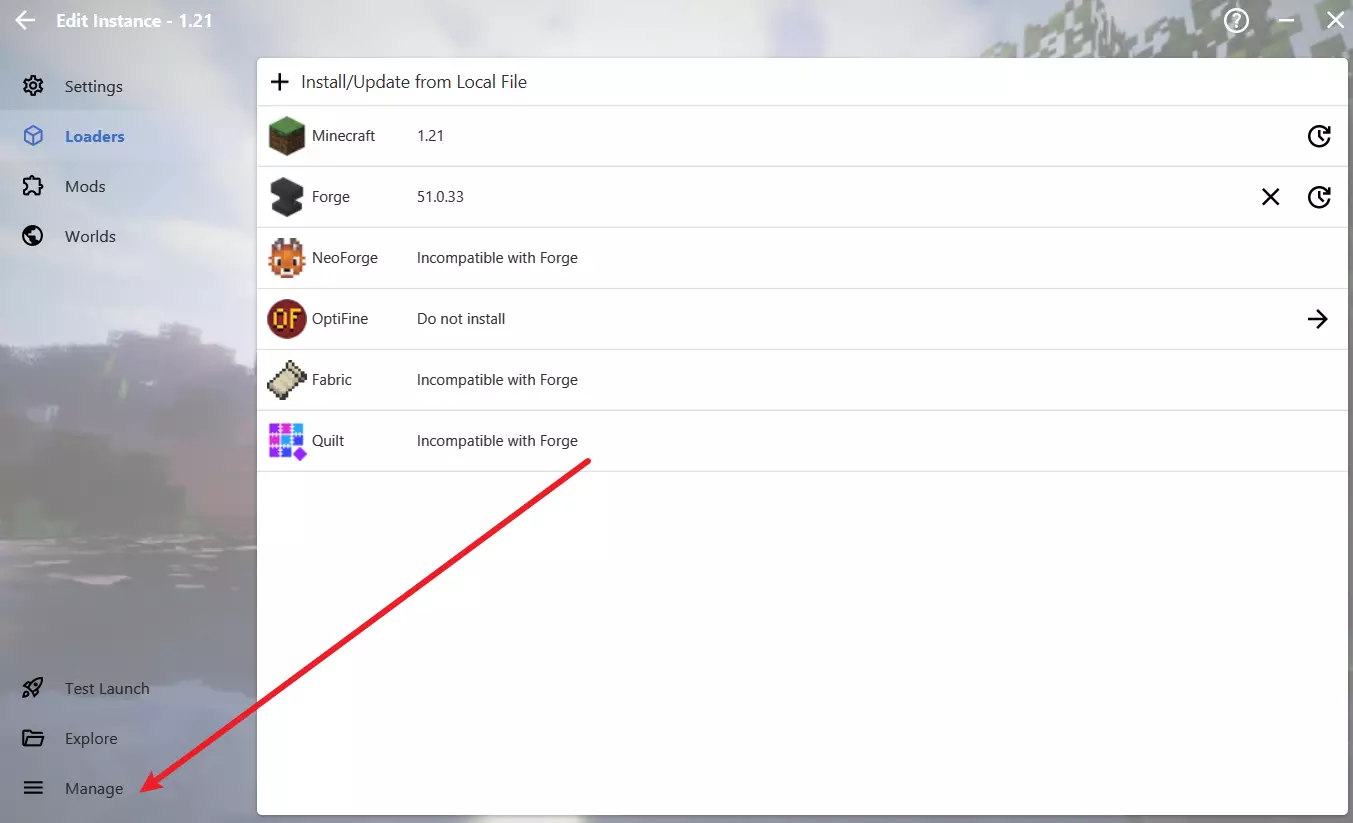 Edit Instance - 1.21
Settings
Loaders
Mods
Worlds
Test Launch
Explore
Manage
Install/Update from Local File
Minecraft 1.21
Forge 51.0.33
NeoForge Incompatible with Forge
OF OptiFine Do not install
Fabric Incompatible with Forge
Quilt Incompatible with Forge